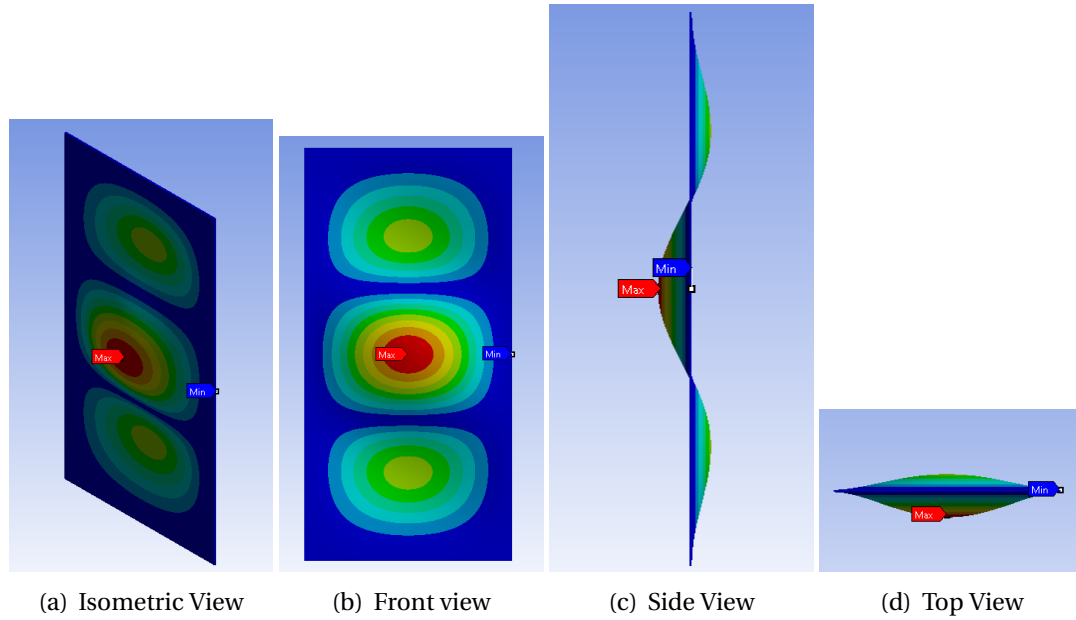 Max
Min
Max
Min
Min
Max
Min
Max
(a) Isometric View
(b) Front view
(c) Side View
(d) Top View